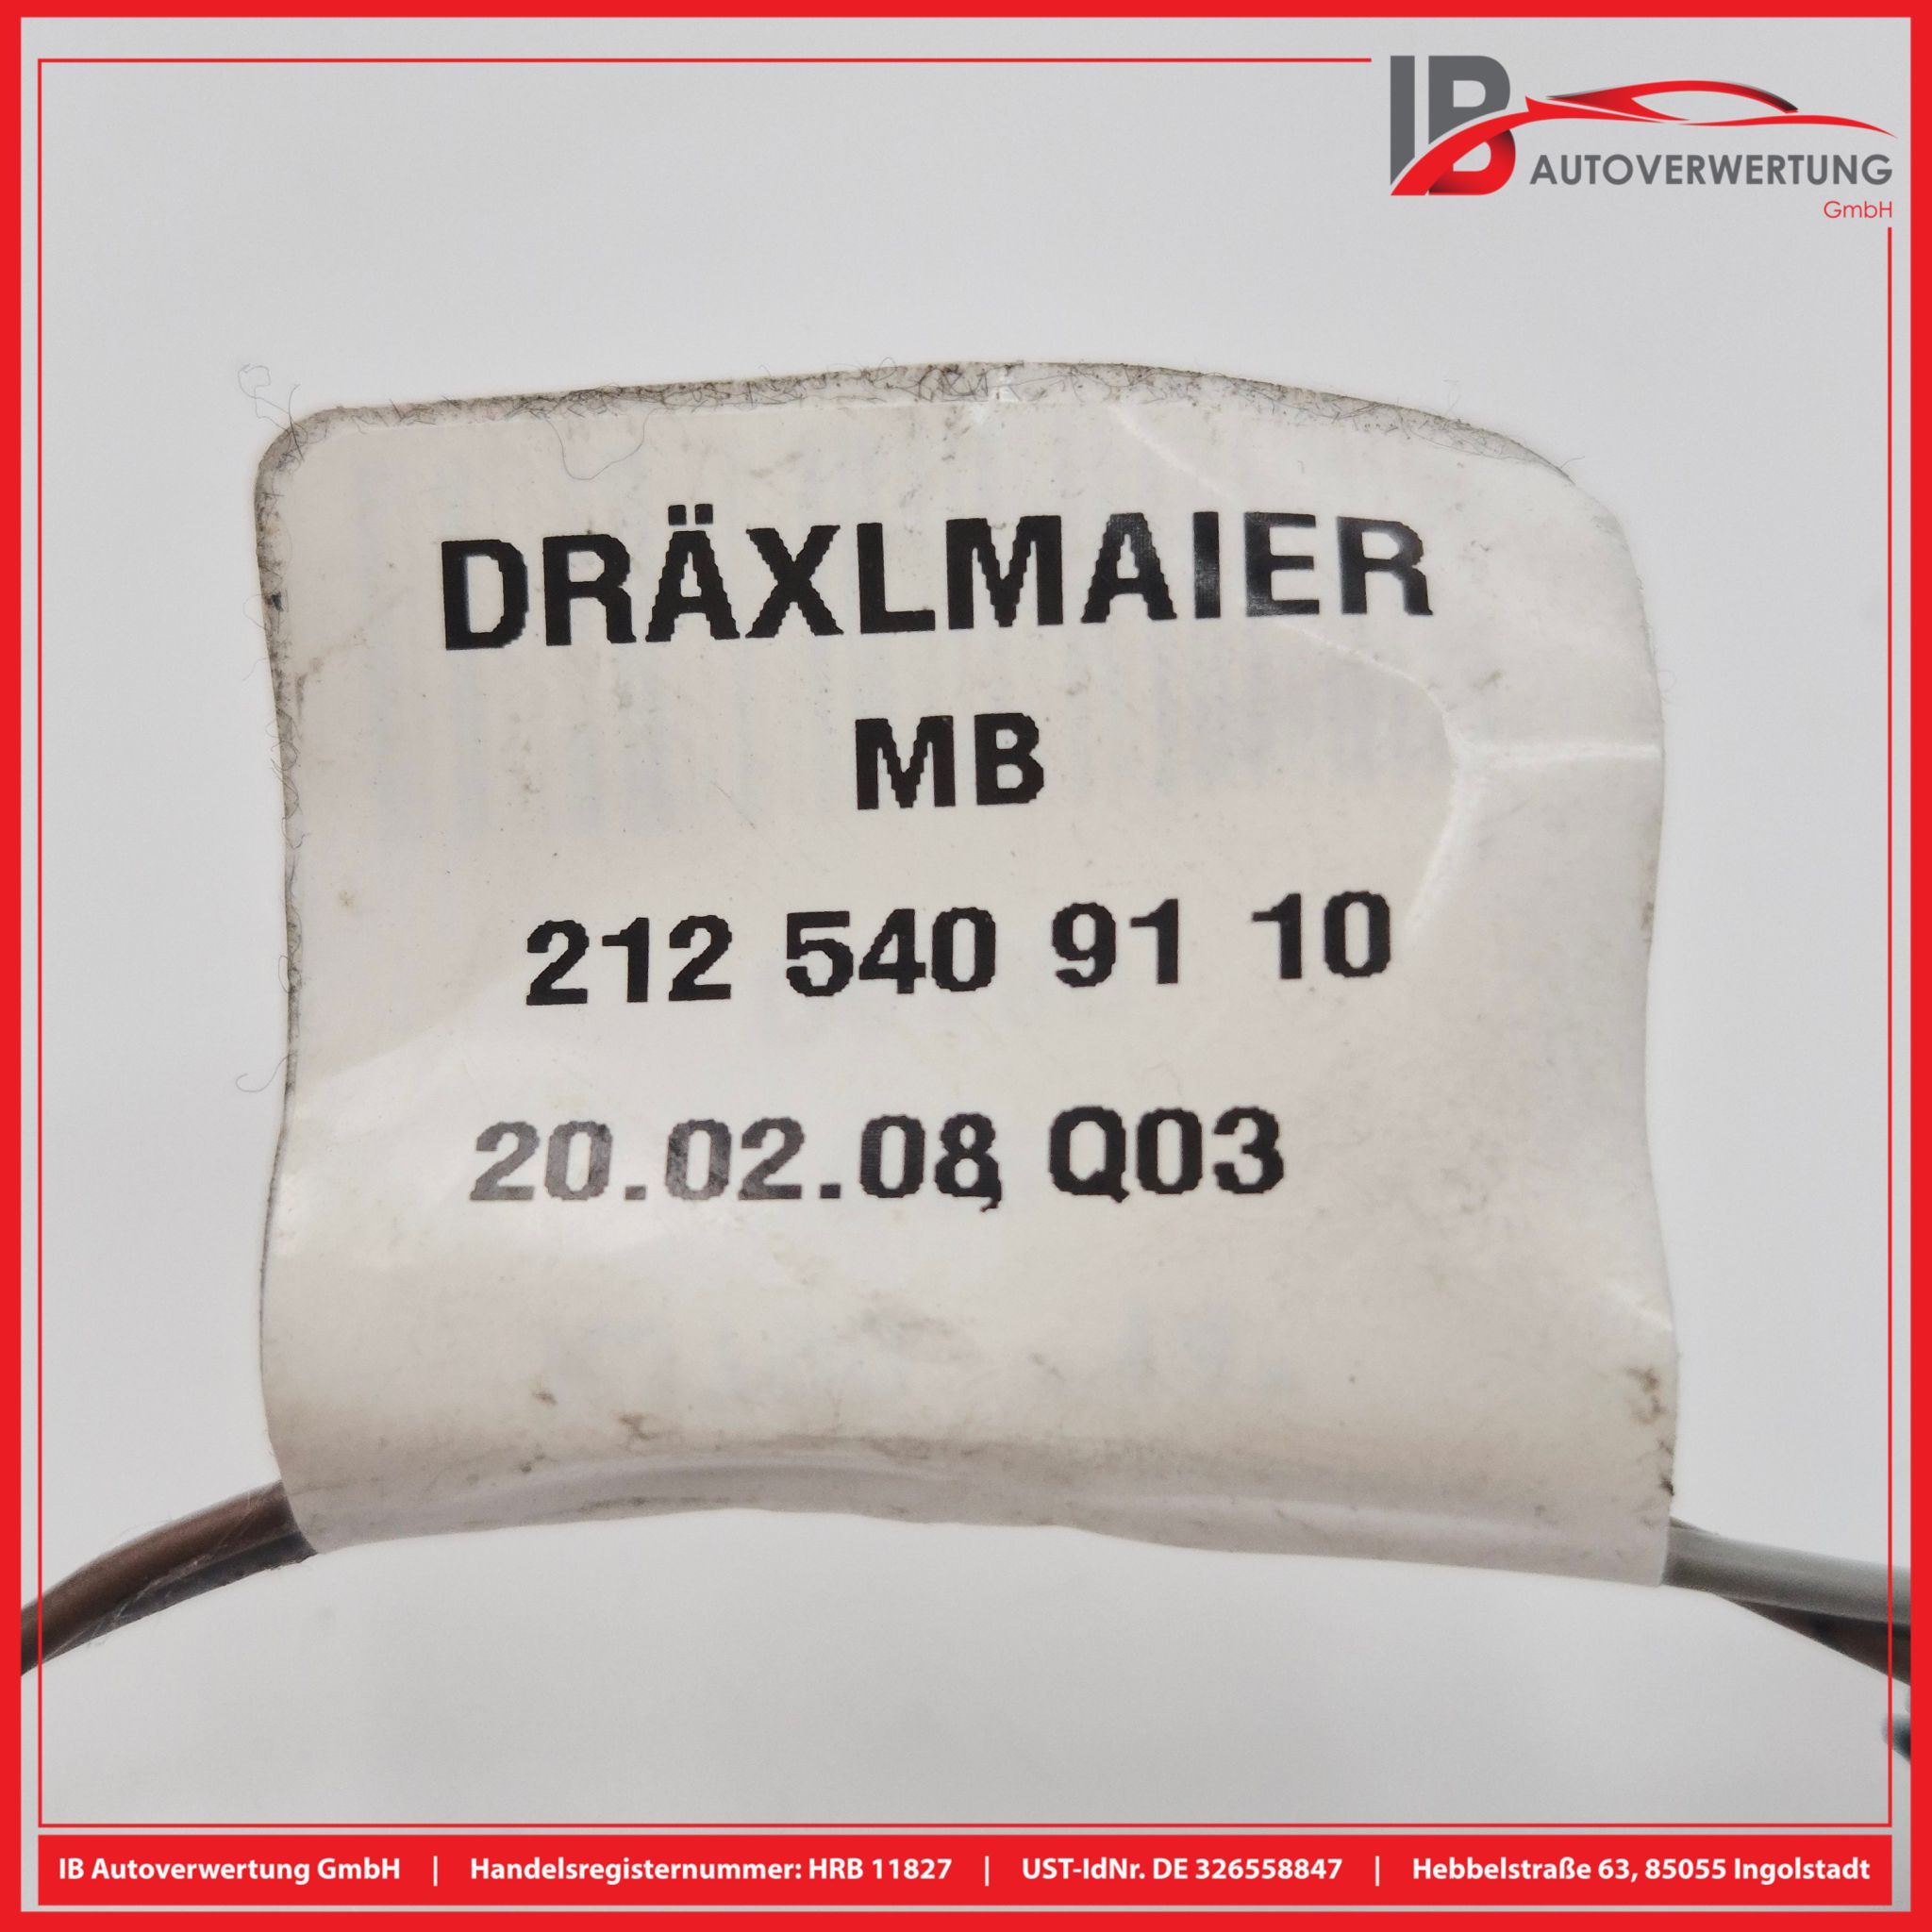 IB AUTOVERWERTUNG
GmbH
DRÄXLMAIER
MB
212 540 91 10
20.02.08 Q03
IB Autoverwertung GmbH | Handelsregisternummer: HRB 11827 | UST-IdNr. DE 326558847 | Hebbelstraße 63, 85055 Ingolstadt